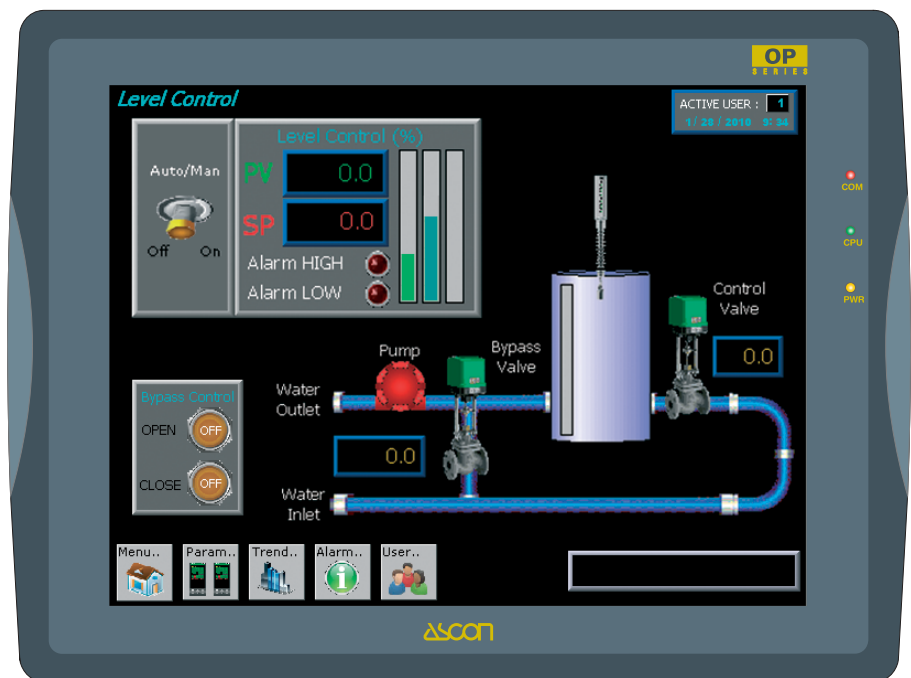 OP
SERIES
Level Control
ACTIVE USER : 1
1/ 28 / 2010 9: 34
Level Control (%)
Auto/Man
PV 0.0
SP 0.0
Off On
Alarm HIGH
Alarm LOW
COM
CPU
PWR
Control
Valve
0.0
Pump
Bypass
Valve
Water
Outlet
Bypass Control
OPEN OFF
0.0
CLOSE OFF
Water
Inlet
Menu.. Param.. Trend.. Alarm.. User..
ascon